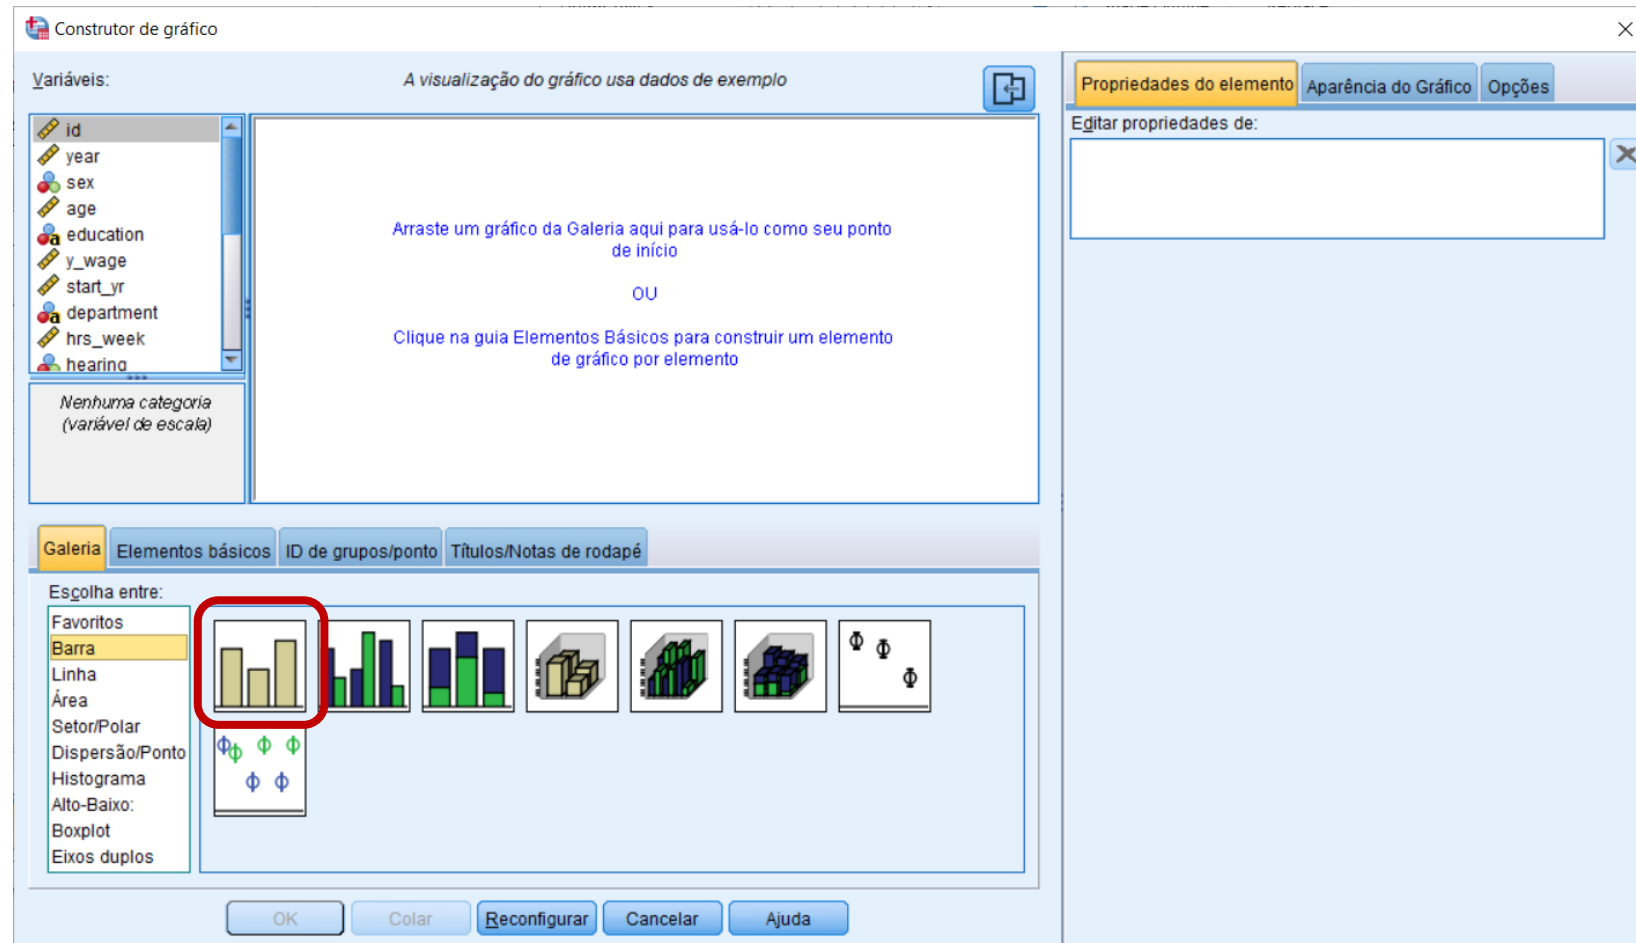 Construtor de gráfico
Variáveis:
A visualização do gráfico usa dados de exemplo
id
year
sex
age
education
y_wage
start_yr
department
hrs_week
hearing
Nenhuma categoria
(variável de escala)
Arraste um gráfico da Galeria aqui para usá-lo como seu ponto
de início
OU
Clique na guia Elementos Básicos para construir um elemento
de gráfico por elemento
Propriedades do elemento
Aparência do Gráfico
Opções
Editar propriedades de:
Galeria
Elementos básicos
ID de grupos/ponto
Títulos/Notas de rodapé
Escolha entre:
Favoritos
Barra
Linha
Área
Setor/Polar
Dispersão/Ponto
Histograma
Alto-Baixo:
Boxplot
Eixos duplos
OK
Colar
Reconfigurar
Cancelar
Ajuda